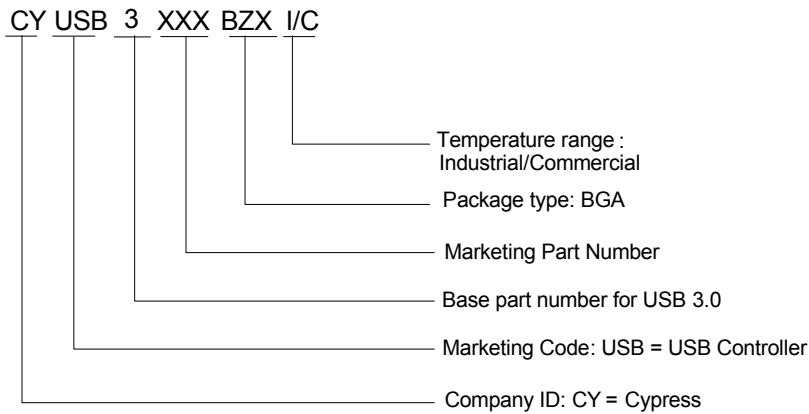 CY USB 3 XXX BZX I/C
Temperature range :
Industrial/Commercial
Package type: BGA
Marketing Part Number
Base part number for USB 3.0
Marketing Code: USB = USB Controller
Company ID: CY = Cypress